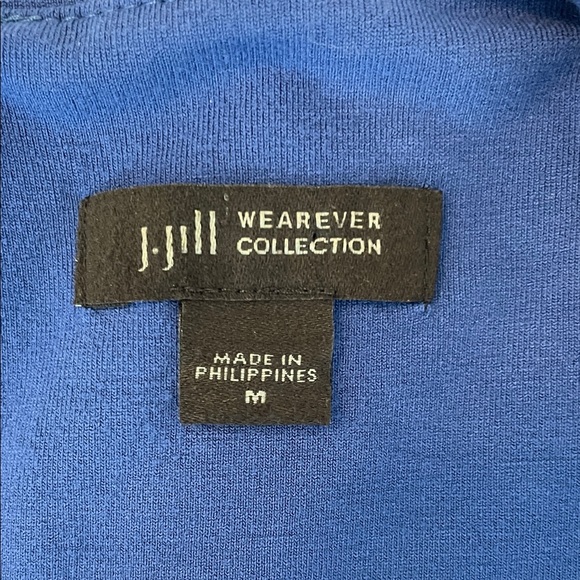 J.Jill WEAREVER
COLLECTION
MADE IN
PHILIPPINES
M